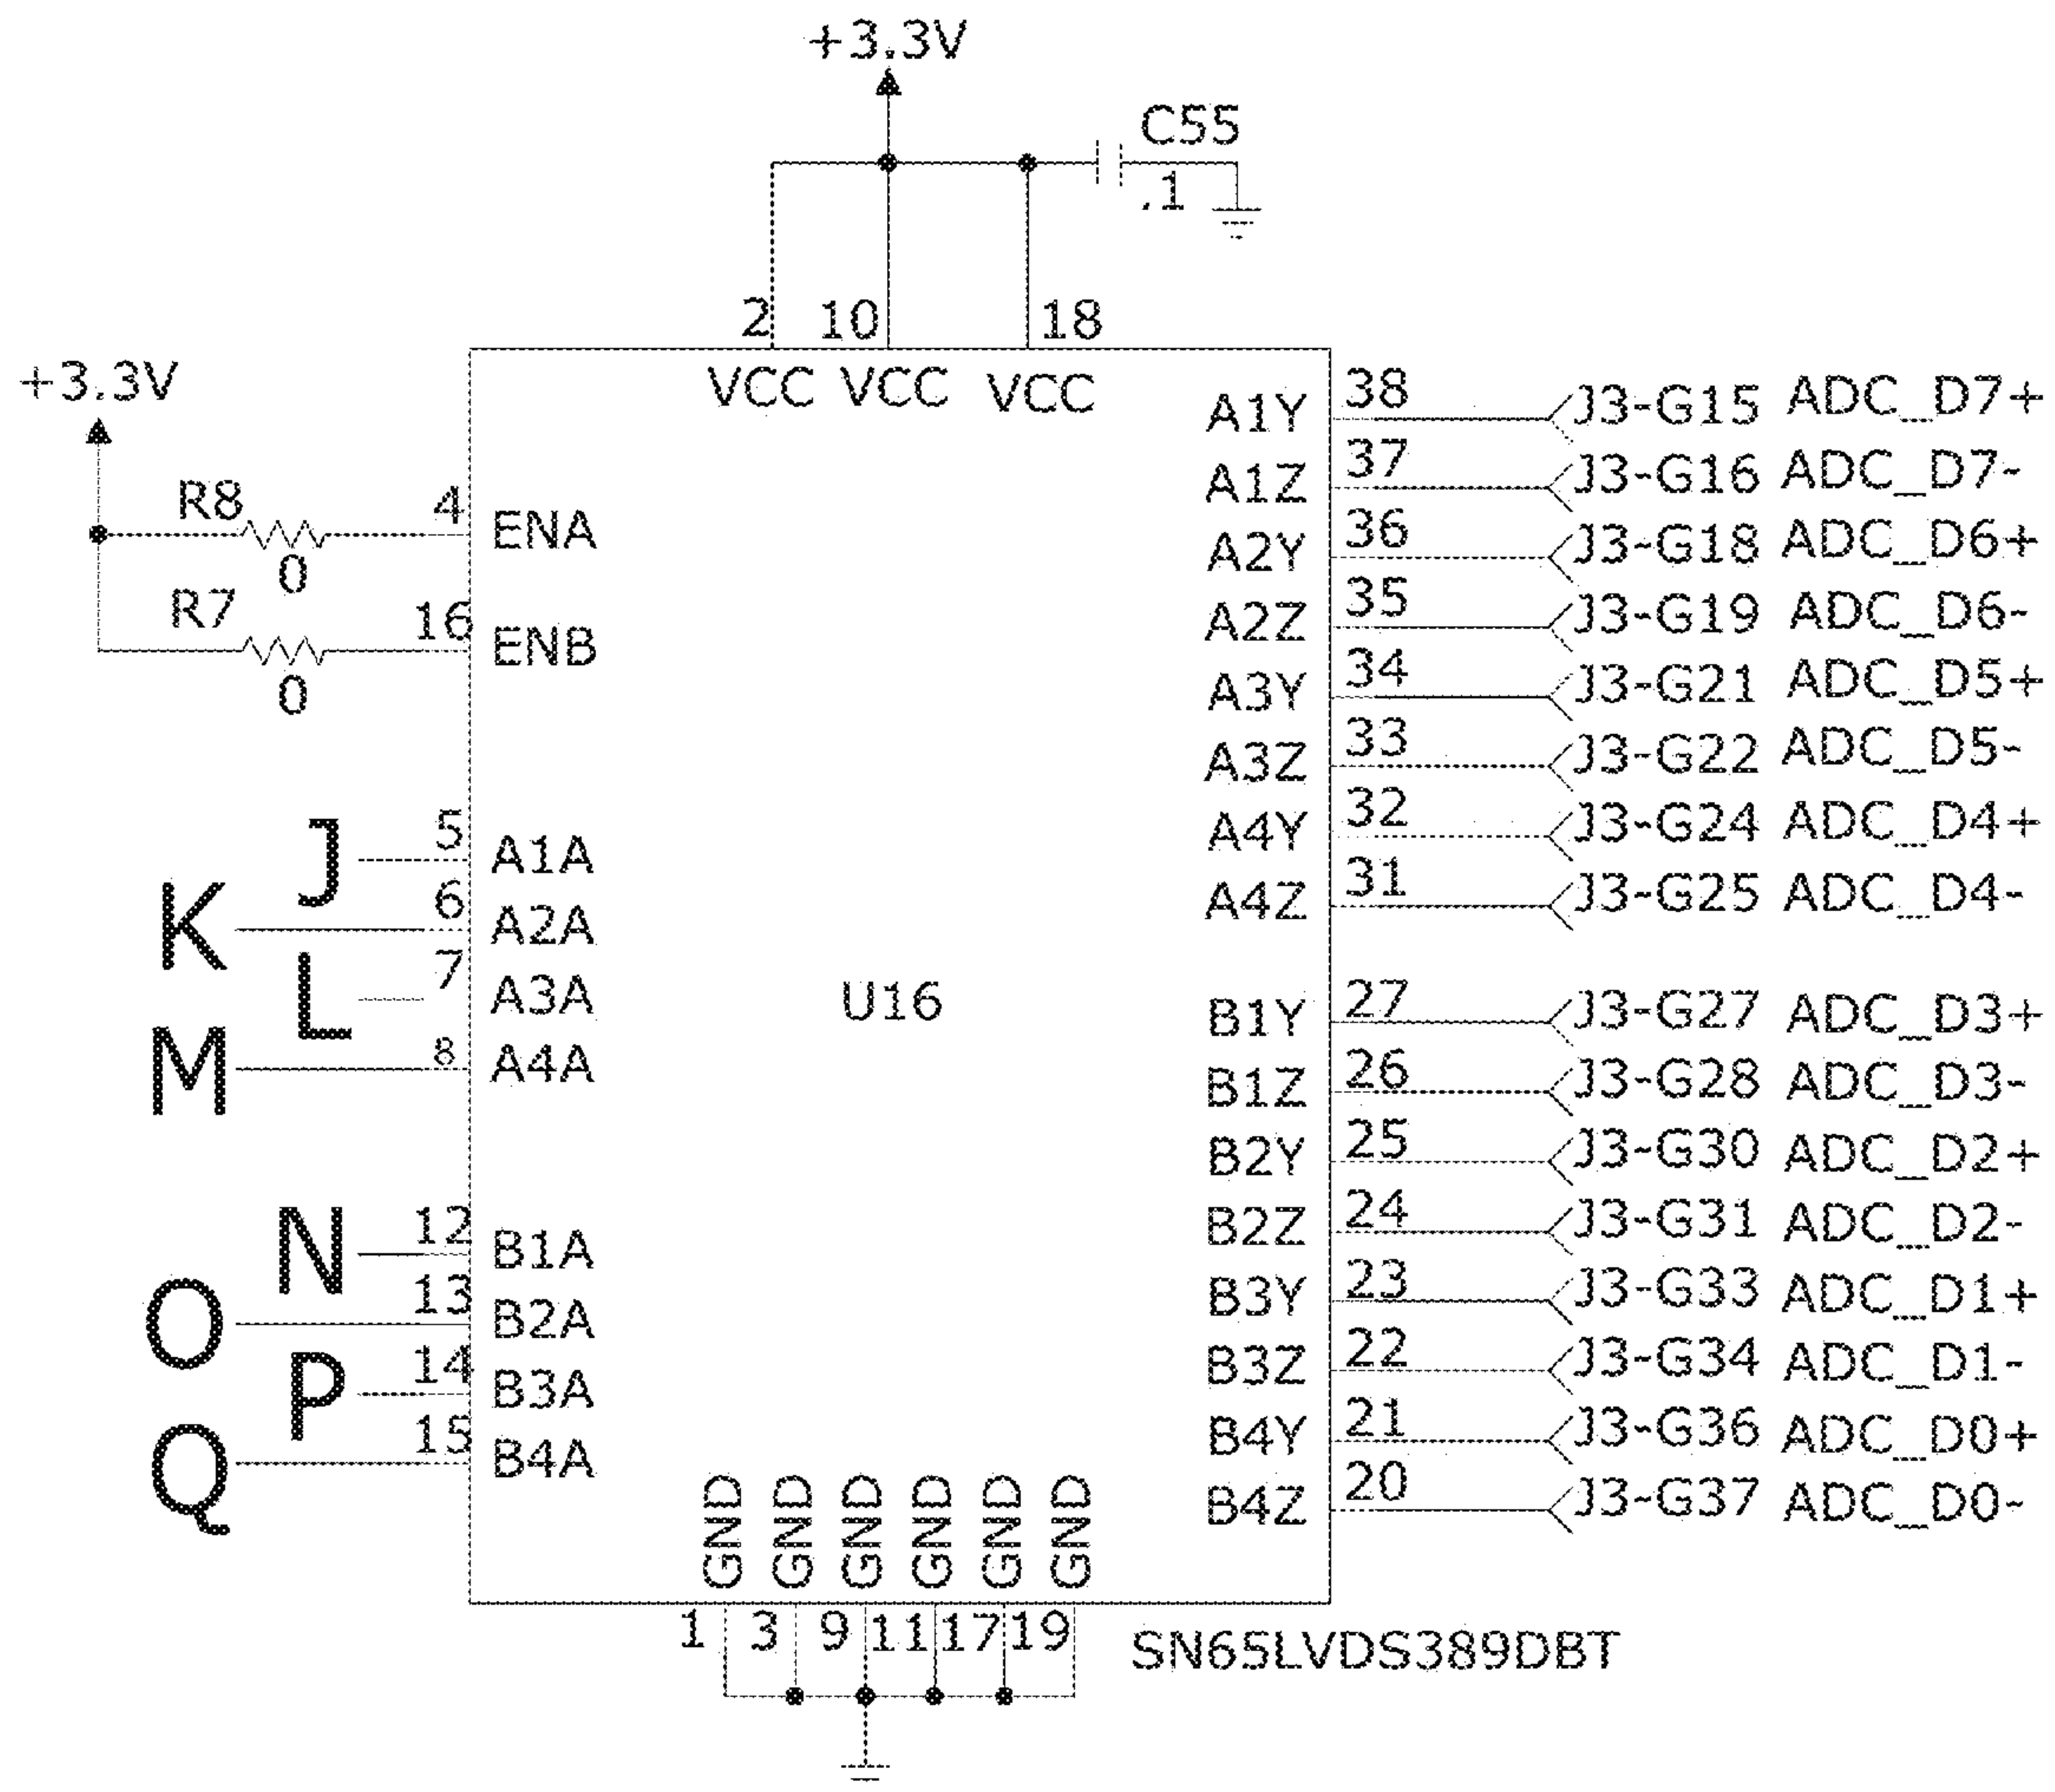 +3.3V
C55
.1
2 10 18
+3.3V
VCC VCC VCC
A1Y 38 J3-G15 ADC_D7+
A1Z 37 J3-G16 ADC_D7-
R8 4 ENA
0
A2Y 36 J3-G18 ADC_D6+
R7 16 ENB
0
A2Z 35 J3-G19 ADC_D6-
A3Y 34 J3-G21 ADC_D5+
A3Z 33 J3-G22 ADC_D5-
J 5 A1A
A4Y 32 J3-G24 ADC_D4+
K 6 A2A
A4Z 31 J3-G25 ADC_D4-
L 7 A3A
U16
B1Y 27 J3-G27 ADC_D3+
M 8 A4A
B1Z 26 J3-G28 ADC_D3-
B2Y 25 J3-G30 ADC_D2+
N 12 B1A
B2Z 24 J3-G31 ADC_D2-
O 13 B2A
B3Y 23 J3-G33 ADC_D1+
P 14 B3A
B3Z 22 J3-G34 ADC_D1-
Q 15 B4A
B4Y 21 J3-G36 ADC_D0+
B4Z 20 J3-G37 ADC_D0-
GND GND GND GND GND GND
1 3 9 11 17 19
SN65LVDS389DBT